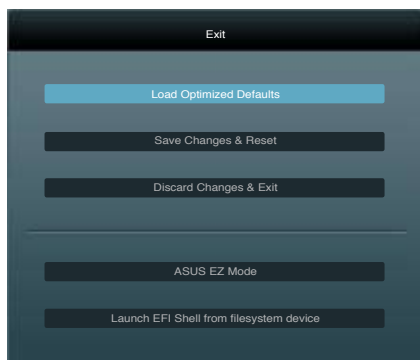 Exit
Load Optimized Defaults
Save Changes & Reset
Discard Changes & Exit
ASUS EZ Mode
Launch EFI Shell from filesystem device